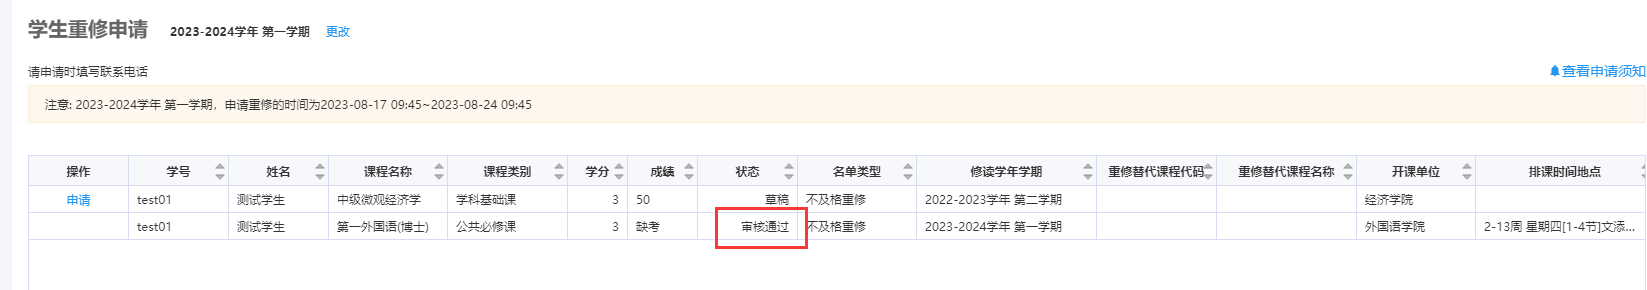 学生重修申请 2023-2024学年 第一学期 更改
请申请时填写联系电话 查看申请须知
注意: 2023-2024学年 第一学期，申请重修的时间为2023-08-17 09:45~2023-08-24 09:45
操作 学号 姓名 课程名称 课程类别 学分 成绩 状态 名单类型 修读学年学期 重修替代课程代码 重修替代课程名称 开课单位 排课时间地点
申请 test01 测试学生 中级微观经济学 学科基础课 3 50 草稿 不及格重修 2022-2023学年 第二学期 经济学院
test01 测试学生 第一外国语(博士) 公共必修课 3 缺考 审核通过 不及格重修 2023-2024学年 第一学期 外国语学院 2-13周 星期四[1-4节]文添...